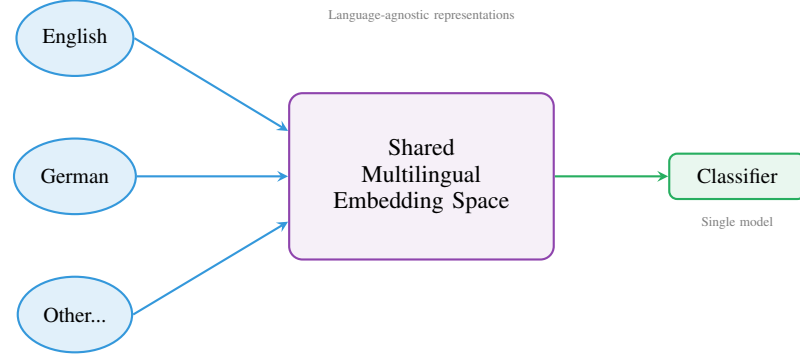 Language-agnostic representations
English
German
Other...
Shared
Multilingual
Embedding Space
Classifier
Single model